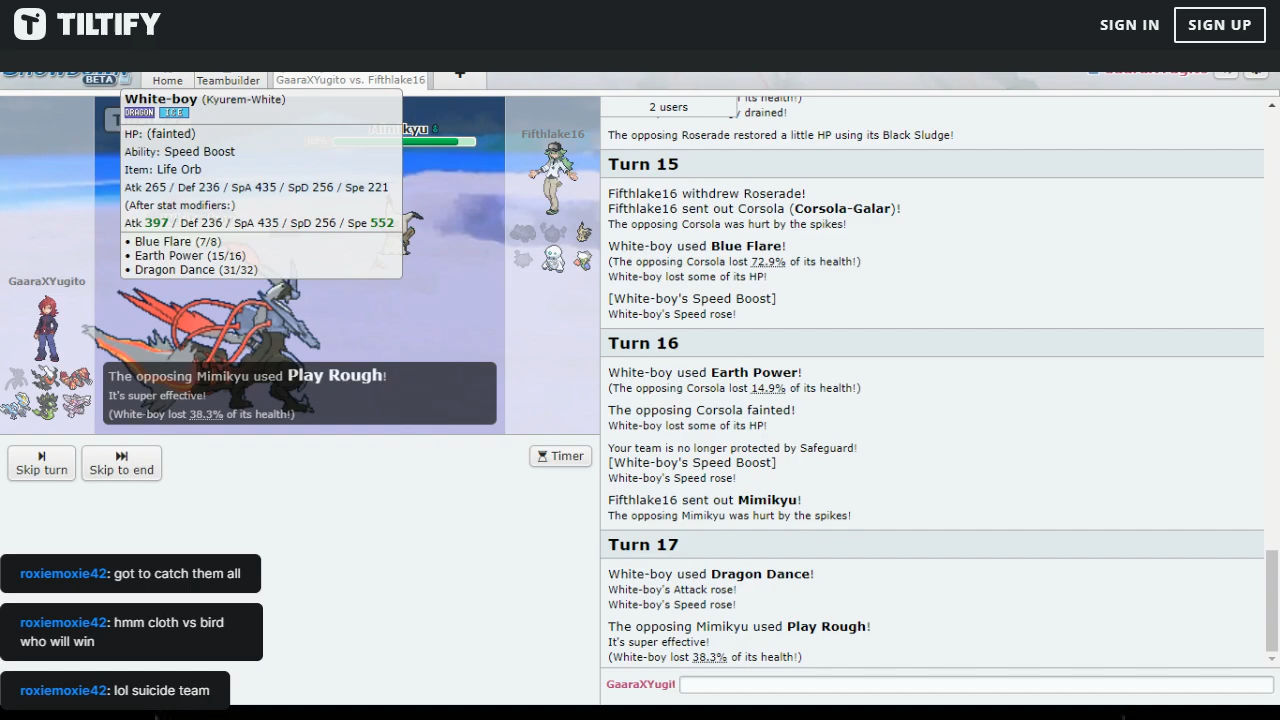 TILTIFY
SIGN IN
SIGN UP
BETA
Home
Teambuilder
GaaraXYugito vs. Fifthlake16
+
White-boy (Kyurem-White)
DRAGON ICE
HP: (fainted)
Ability: Speed Boost
Item: Life Orb
Atk 265 / Def 236 / SpA 435 / SpD 256 / Spe 221
(After stat modifiers:)
Atk 397 / Def 236 / SpA 435 / SpD 256 / Spe 552
• Blue Flare (7/8)
• Earth Power (15/16)
• Dragon Dance (31/32)
Fifthlake16
GaaraXYugito
The opposing Mimikyu used Play Rough!
It's super effective!
(White-boy lost 38.3% of its health!)
Skip turn
Skip to end
Timer
roxiemoxie42: got to catch them all
roxiemoxie42: hmm cloth vs bird
who will win
roxiemoxie42: lol suicide team
2 users
its health!)
drained!
The opposing Roserade restored a little HP using its Black Sludge!
Turn 15
Fifthlake16 withdrew Roserade!
Fifthlake16 sent out Corsola (Corsola-Galar)!
The opposing Corsola was hurt by the spikes!
White-boy used Blue Flare!
(The opposing Corsola lost 72.9% of its health!)
White-boy lost some of its HP!
[White-boy's Speed Boost]
White-boy's Speed rose!
Turn 16
White-boy used Earth Power!
(The opposing Corsola lost 14.9% of its health!)
The opposing Corsola fainted!
White-boy lost some of its HP!
Your team is no longer protected by Safeguard!
[White-boy's Speed Boost]
White-boy's Speed rose!
Fifthlake16 sent out Mimikyu!
The opposing Mimikyu was hurt by the spikes!
Turn 17
White-boy used Dragon Dance!
White-boy's Attack rose!
White-boy's Speed rose!
The opposing Mimikyu used Play Rough!
It's super effective!
(White-boy lost 38.3% of its health!)
GaaraXYugit